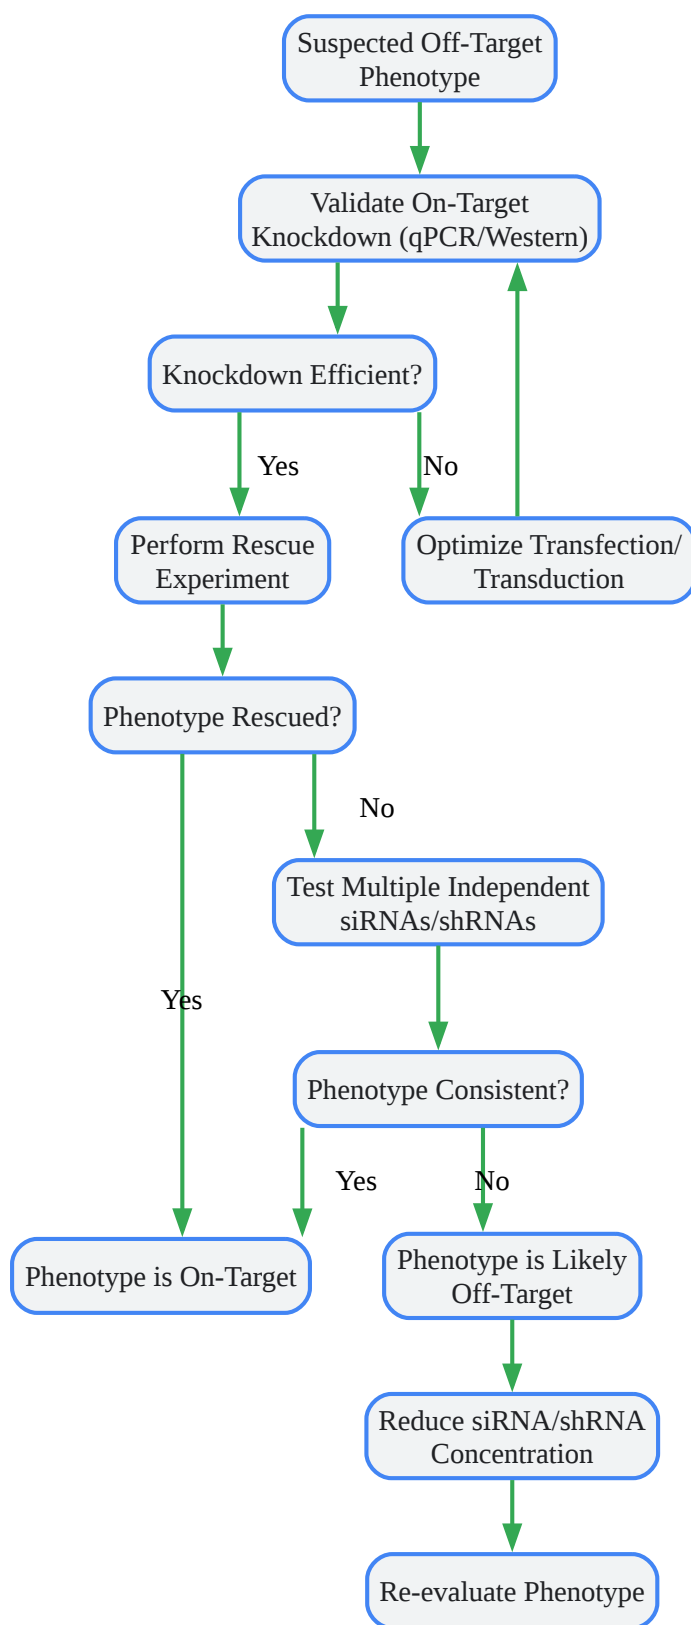 Suspected Off-Target
Phenotype
Validate On-Target
Knockdown (qPCR/Western)
Knockdown Efficient?
Yes
No
Perform Rescue
Experiment
Optimize Transfection/
Transduction
Phenotype Rescued?
No
Test Multiple Independent
siRNAs/shRNAs
Yes
Phenotype Consistent?
Yes
No
Phenotype is On-Target
Phenotype is Likely
Off-Target
Reduce siRNA/shRNA
Concentration
Re-evaluate Phenotype